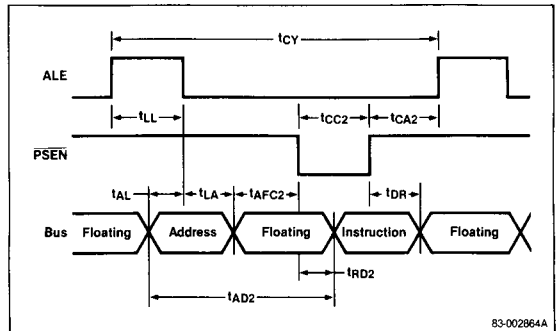 tCY
ALE
tLL
tCC2
tCA2
PSEN
tAL
tLA
tAFC2
tDR
Bus Floating Address Floating Instruction Floating
tRD2
tAD2
83-002864A